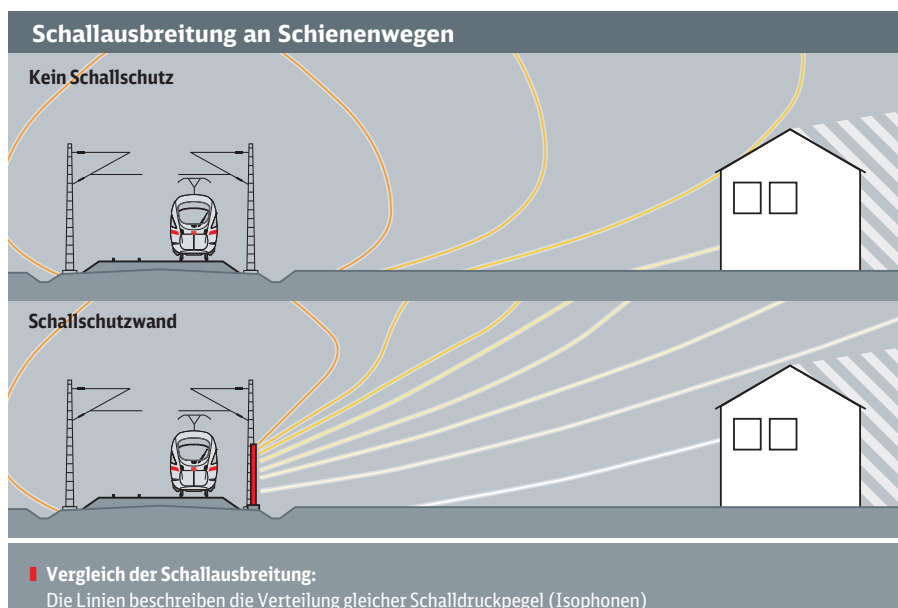 Schallausbreitung an Schienenwegen
Kein Schallschutz
Schallschutzwand
Vergleich der Schallausbreitung:
Die Linien beschreiben die Verteilung gleicher Schalldruckpegel (Isophonen)